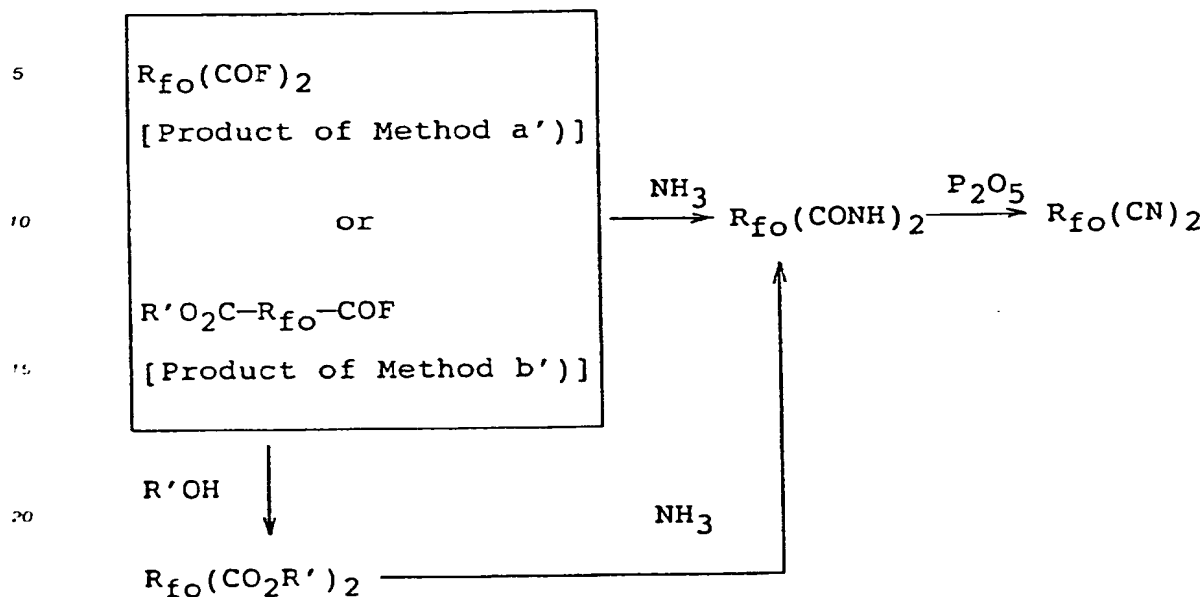 5
R_fo(COF)_2
[Product of Method a')]
10
or
NH_3
R_fo(CONH)_2
P_2O_5
R_fo(CN)_2
R'O_2C—R_fo—COF
15
[Product of Method b')]
R'OH
20
NH_3
R_fo(CO_2R')_2